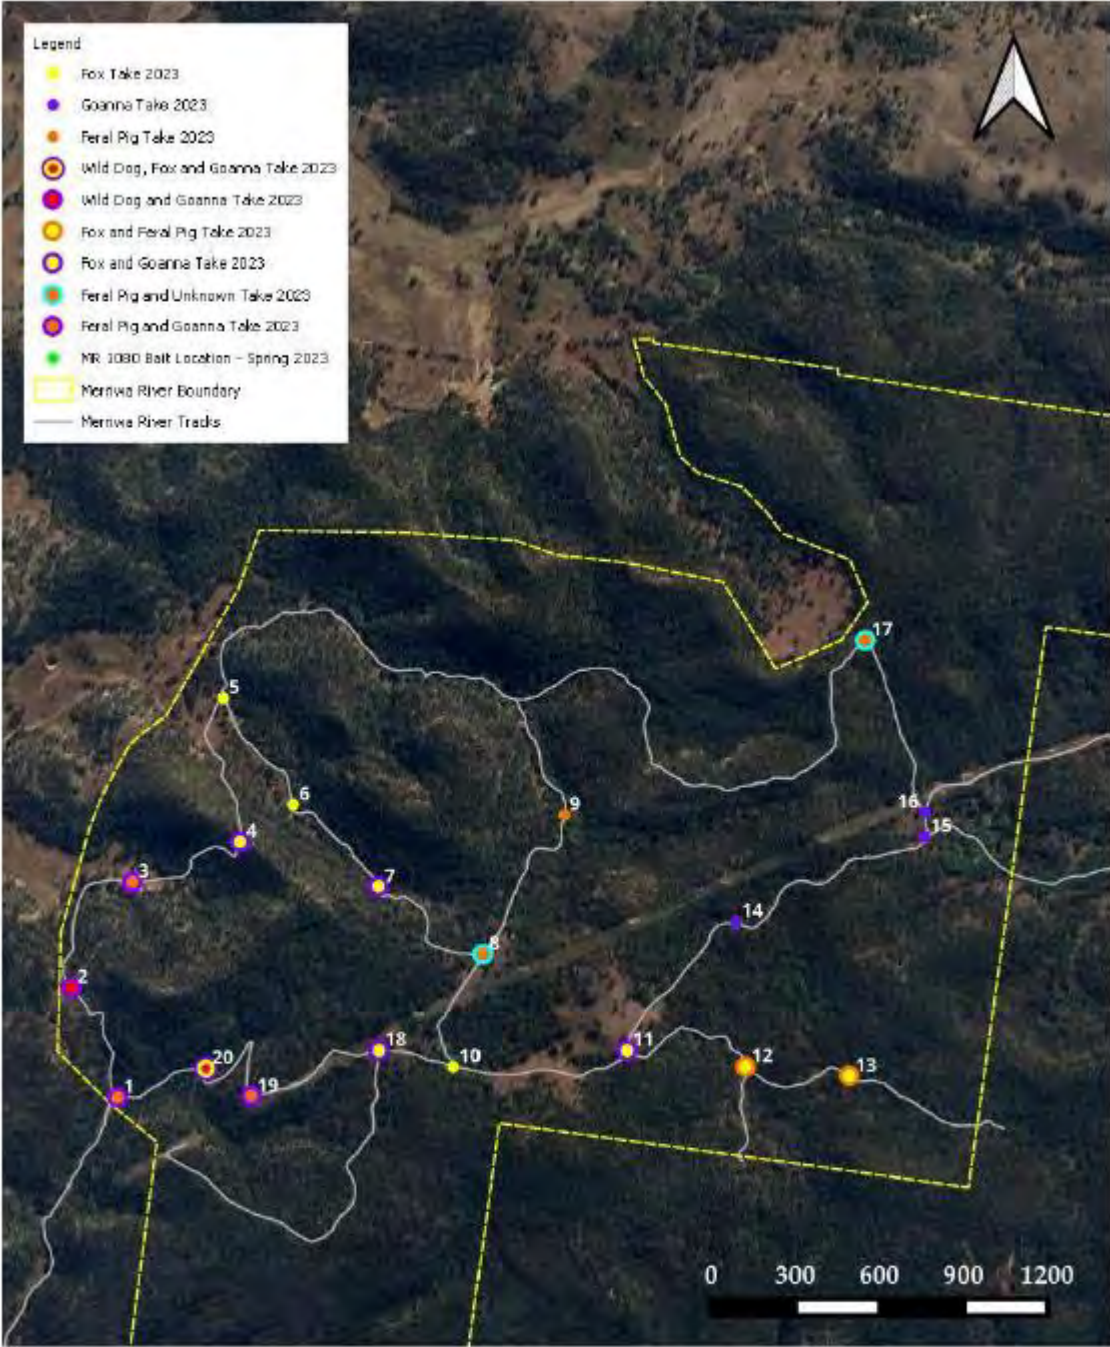 Legend
Fox Take 2023
Goanna Take 2023
Feral Pig Take 2023
Wild Dog, Fox and Goanna Take 2023
Wild Dog and Goanna Take 2023
Fox and Feral Pig Take 2023
Fox and Goanna Take 2023
Feral Pig and Unknown Take 2023
Feral Pig and Goanna Take 2023
MR 1080 Bait Location - Spring 2023
Merriwa River Boundary
Merriwa River Tracks
17
5
6
9
16
15
4
3
7
14
8
2
18
11
10
12
13
20
19
1
0 300 600 900 1200